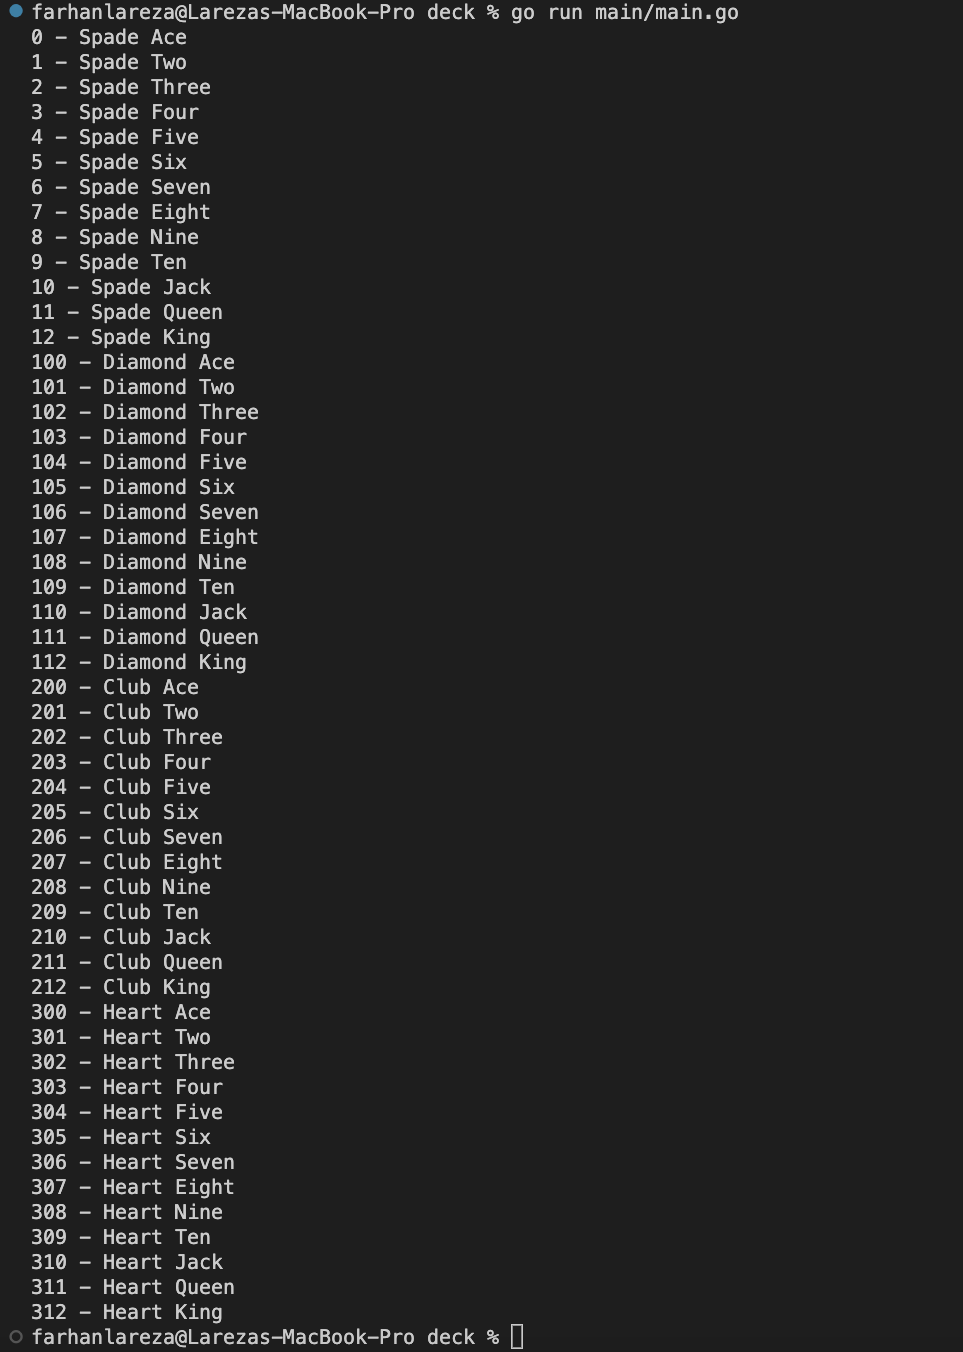 farhanlareza@Larezas-MacBook-Pro deck % go run main/main.go
0 - Spade Ace
1 - Spade Two
2 - Spade Three
3 - Spade Four
4 - Spade Five
5 - Spade Six
6 - Spade Seven
7 - Spade Eight
8 - Spade Nine
9 - Spade Ten
10 - Spade Jack
11 - Spade Queen
12 - Spade King
100 - Diamond Ace
101 - Diamond Two
102 - Diamond Three
103 - Diamond Four
104 - Diamond Five
105 - Diamond Six
106 - Diamond Seven
107 - Diamond Eight
108 - Diamond Nine
109 - Diamond Ten
110 - Diamond Jack
111 - Diamond Queen
112 - Diamond King
200 - Club Ace
201 - Club Two
202 - Club Three
203 - Club Four
204 - Club Five
205 - Club Six
206 - Club Seven
207 - Club Eight
208 - Club Nine
209 - Club Ten
210 - Club Jack
211 - Club Queen
212 - Club King
300 - Heart Ace
301 - Heart Two
302 - Heart Three
303 - Heart Four
304 - Heart Five
305 - Heart Six
306 - Heart Seven
307 - Heart Eight
308 - Heart Nine
309 - Heart Ten
310 - Heart Jack
311 - Heart Queen
312 - Heart King
farhanlareza@Larezas-MacBook-Pro deck %